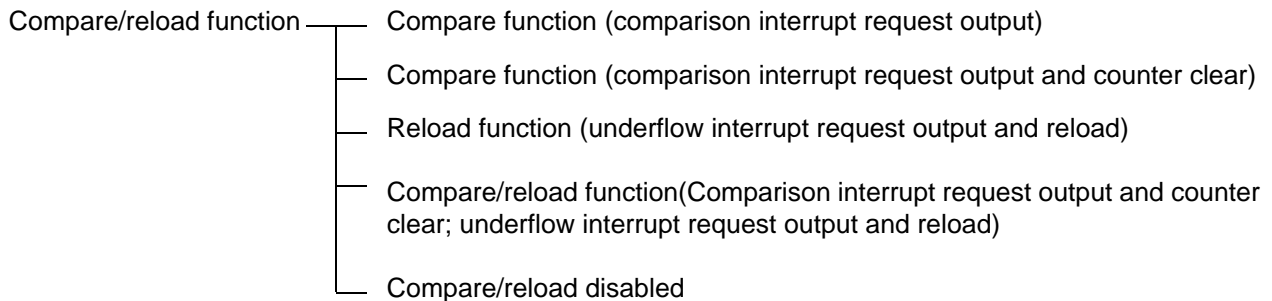 Compare/reload function
Compare function (comparison interrupt request output)
Compare function (comparison interrupt request output and counter clear)
Reload function (underflow interrupt request output and reload)
Compare/reload function(Comparison interrupt request output and counter
clear; underflow interrupt request output and reload)
Compare/reload disabled